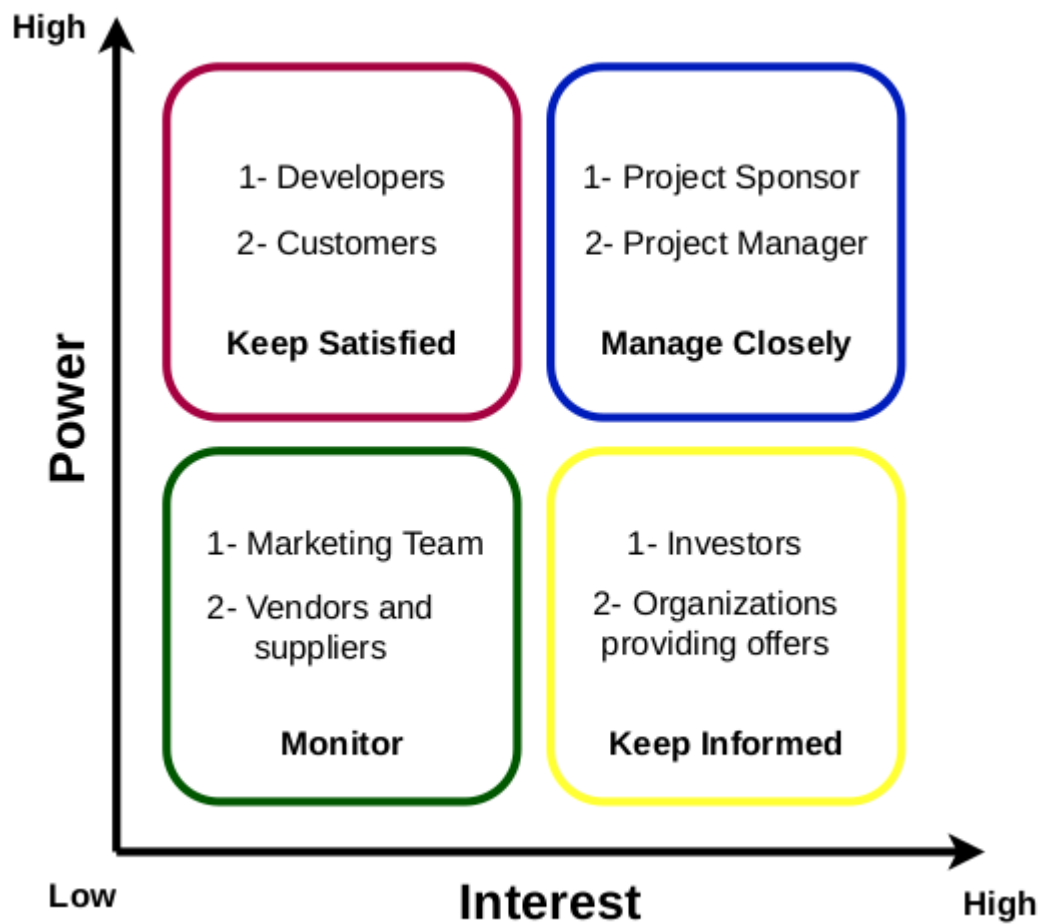 High
1- Developers
2- Customers
Keep Satisfied
1- Project Sponsor
2- Project Manager
Manage Closely
Power
1- Marketing Team
2- Vendors and
suppliers
Monitor
1- Investors
2- Organizations
providing offers
Keep Informed
Low
Interest
High